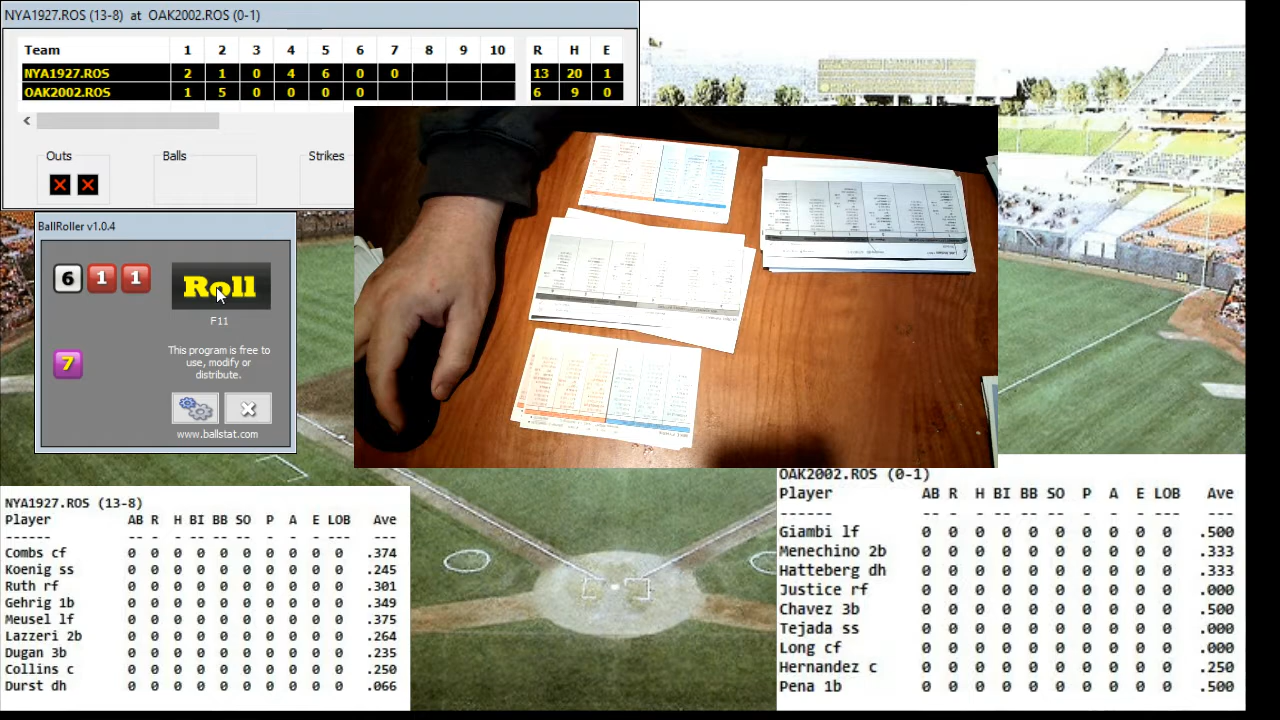 NYA1927.ROS (13-8) at OAK2002.ROS (0-1)
Team 1 2 3 4 5 6 7 8 9 10 R H E
NYA1927.ROS 2 1 0 4 6 0 0 13 20 1
OAK2002.ROS 1 5 0 0 0 0 6 9 0
<
Outs Balls Strikes
BallRoller v1.0.4
6 1 1 Roll
F11
7
This program is free to
use, modify or
distribute.
www.ballstat.com
NYA1927.ROS (13-8)
Player AB R H BI BB SO P A E LOB Ave
------ -- - - -- -- -- - - - --- ---
Combs cf 0 0 0 0 0 0 0 0 0 0 .374
Koenig ss 0 0 0 0 0 0 0 0 0 0 .245
Ruth rf 0 0 0 0 0 0 0 0 0 0 .301
Gehrig 1b 0 0 0 0 0 0 0 0 0 0 .349
Meusel lf 0 0 0 0 0 0 0 0 0 0 .375
Lazzeri 2b 0 0 0 0 0 0 0 0 0 0 .264
Dugan 3b 0 0 0 0 0 0 0 0 0 0 .235
Collins c 0 0 0 0 0 0 0 0 0 0 .250
Durst dh 0 0 0 0 0 0 0 0 0 0 .066
OAK2002.ROS (0-1)
Player AB R H BI BB SO P A E LOB Ave
------ -- - - -- -- -- - - - --- ---
Giambi lf 0 0 0 0 0 0 0 0 0 0 .500
Menechino 2b 0 0 0 0 0 0 0 0 0 0 .333
Hatteberg dh 0 0 0 0 0 0 0 0 0 0 .333
Justice rf 0 0 0 0 0 0 0 0 0 0 .000
Chavez 3b 0 0 0 0 0 0 0 0 0 0 .500
Tejada ss 0 0 0 0 0 0 0 0 0 0 .000
Long cf 0 0 0 0 0 0 0 0 0 0 .000
Hernandez c 0 0 0 0 0 0 0 0 0 0 .250
Pena 1b 0 0 0 0 0 0 0 0 0 0 .500